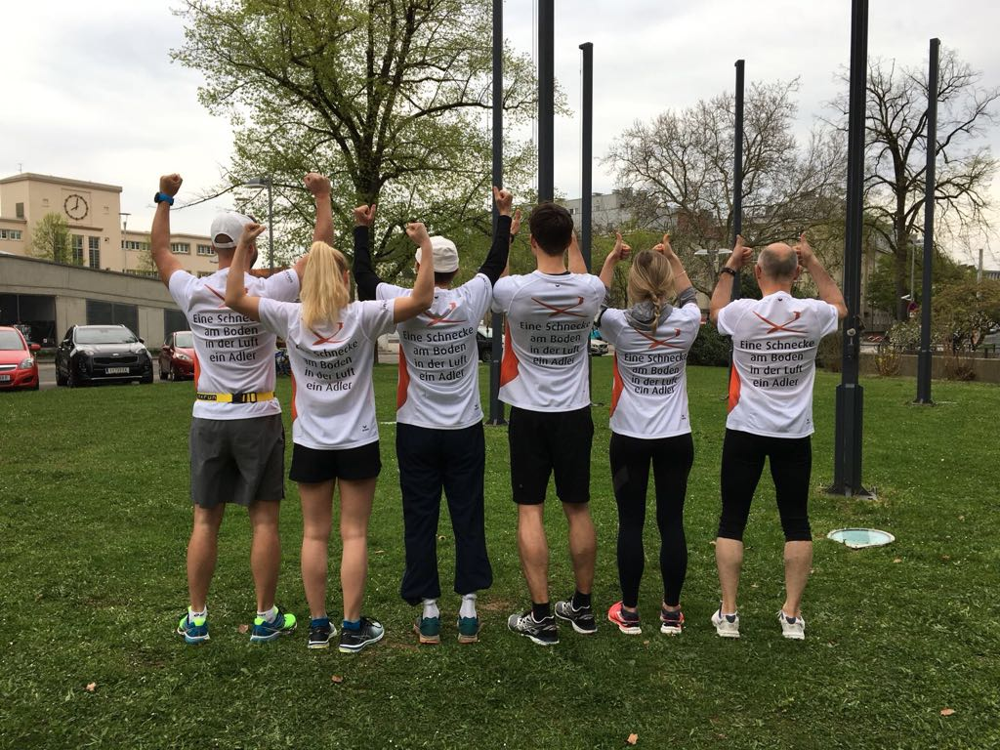 Eine Schnecke
am Boden
in der Luft
ein Adler
Eine Schnecke
am Boden
in der Luft
ein Adler
Eine Schnecke
am Boden
in der Luft
ein Adler
Eine Schnecke
am Boden
in der Luft
ein Adler
Eine Schnecke
am Boden
in der Luft
ein Adler
Eine Schnecke
am Boden
in der Luft
ein Adler